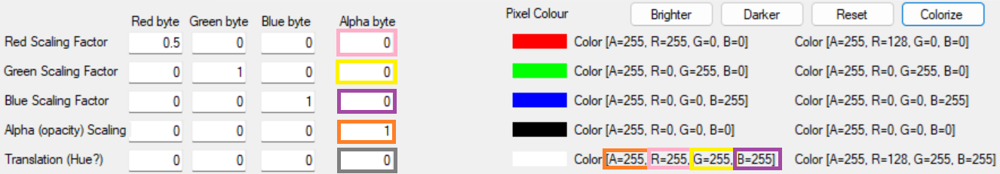 Pixel Colour Brighter Darker Reset Colorize
Red byte Green byte Blue byte Alpha byte
Red Scaling Factor 0.5 0 0 0 Color [A=255, R=255, G=0, B=0] Color [A=255, R=128, G=0, B=0]
Green Scaling Factor 0 1 0 0 Color [A=255, R=0, G=255, B=0] Color [A=255, R=0, G=255, B=0]
Blue Scaling Factor 0 0 1 0 Color [A=255, R=0, G=0, B=255] Color [A=255, R=0, G=0, B=255]
Alpha (opacity) Scaling 0 0 0 1 Color [A=255, R=0, G=0, B=0] Color [A=255, R=0, G=0, B=0]
Translation (Hue?) 0 0 0 0 Color [A=255, R=255, G=255, B=255] Color [A=255, R=128, G=255, B=255]